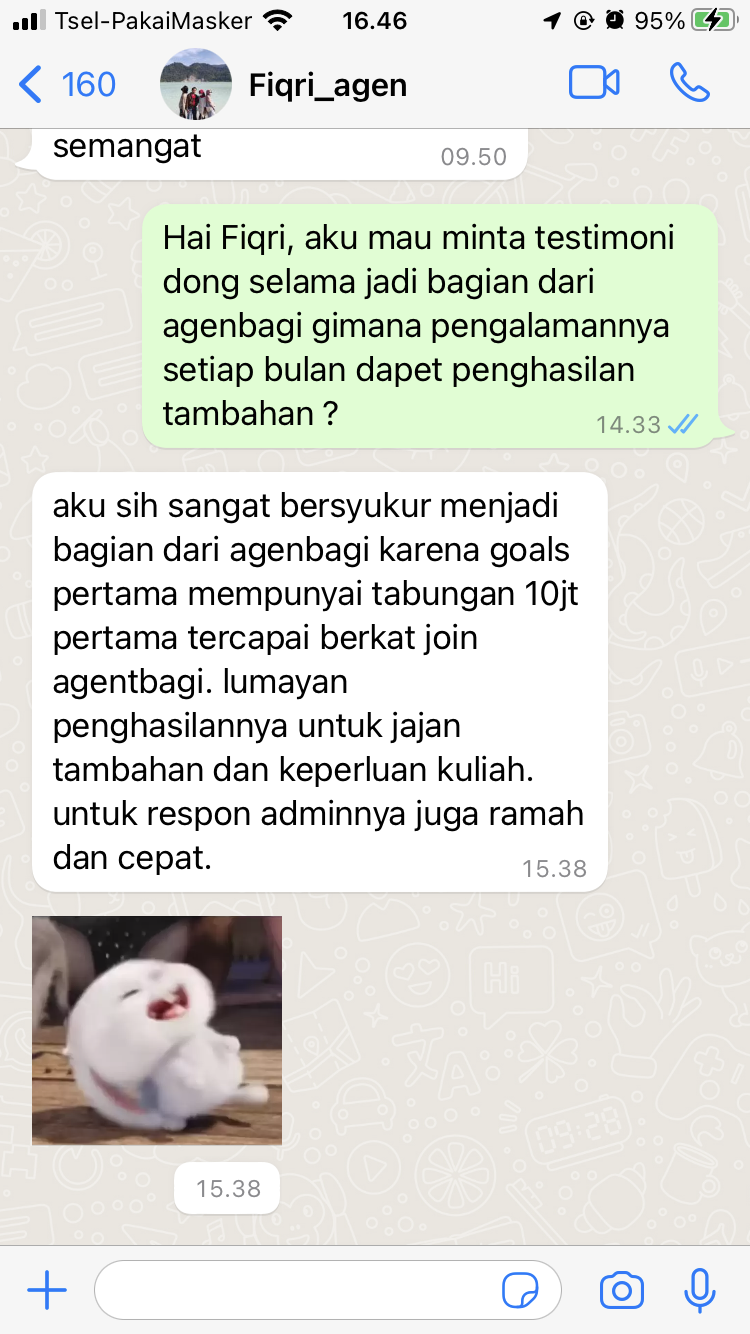 Tsel-PakaiMasker 16.46 95%
160 Fiqri_agen
semangat
09.50
Hai Fiqri, aku mau minta testimoni
dong selama jadi bagian dari
agenbagi gimana pengalamannya
setiap bulan dapet penghasilan
tambahan ?
14.33
aku sih sangat bersyukur menjadi
bagian dari agenbagi karena goals
pertama mempunyai tabungan 10jt
pertama tercapai berkat join
agentbagi. lumayan
penghasilannya untuk jajan
tambahan dan keperluan kuliah.
untuk respon adminnya juga ramah
dan cepat.
15.38
Hi
09:28
15.38